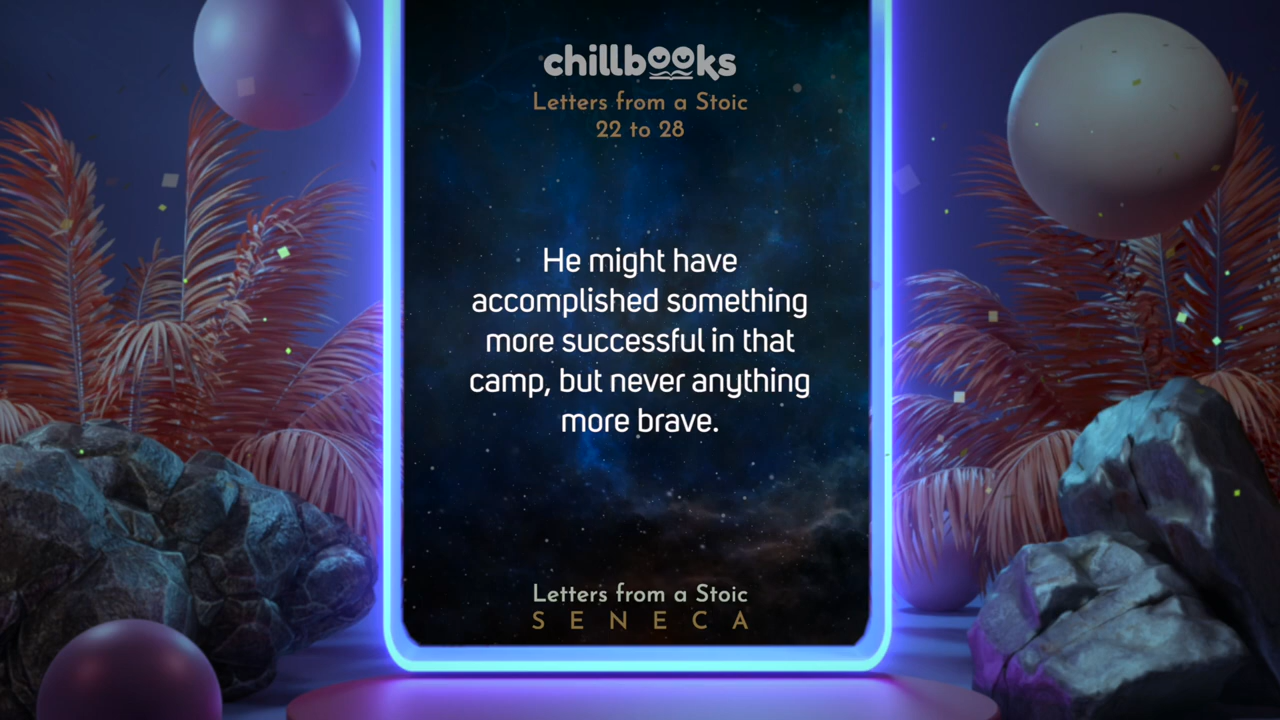 chillbooks
Letters from a Stoic
22 to 28
He might have
accomplished something
more successful in that
camp, but never anything
more brave.
Letters from a Stoic
SENECA